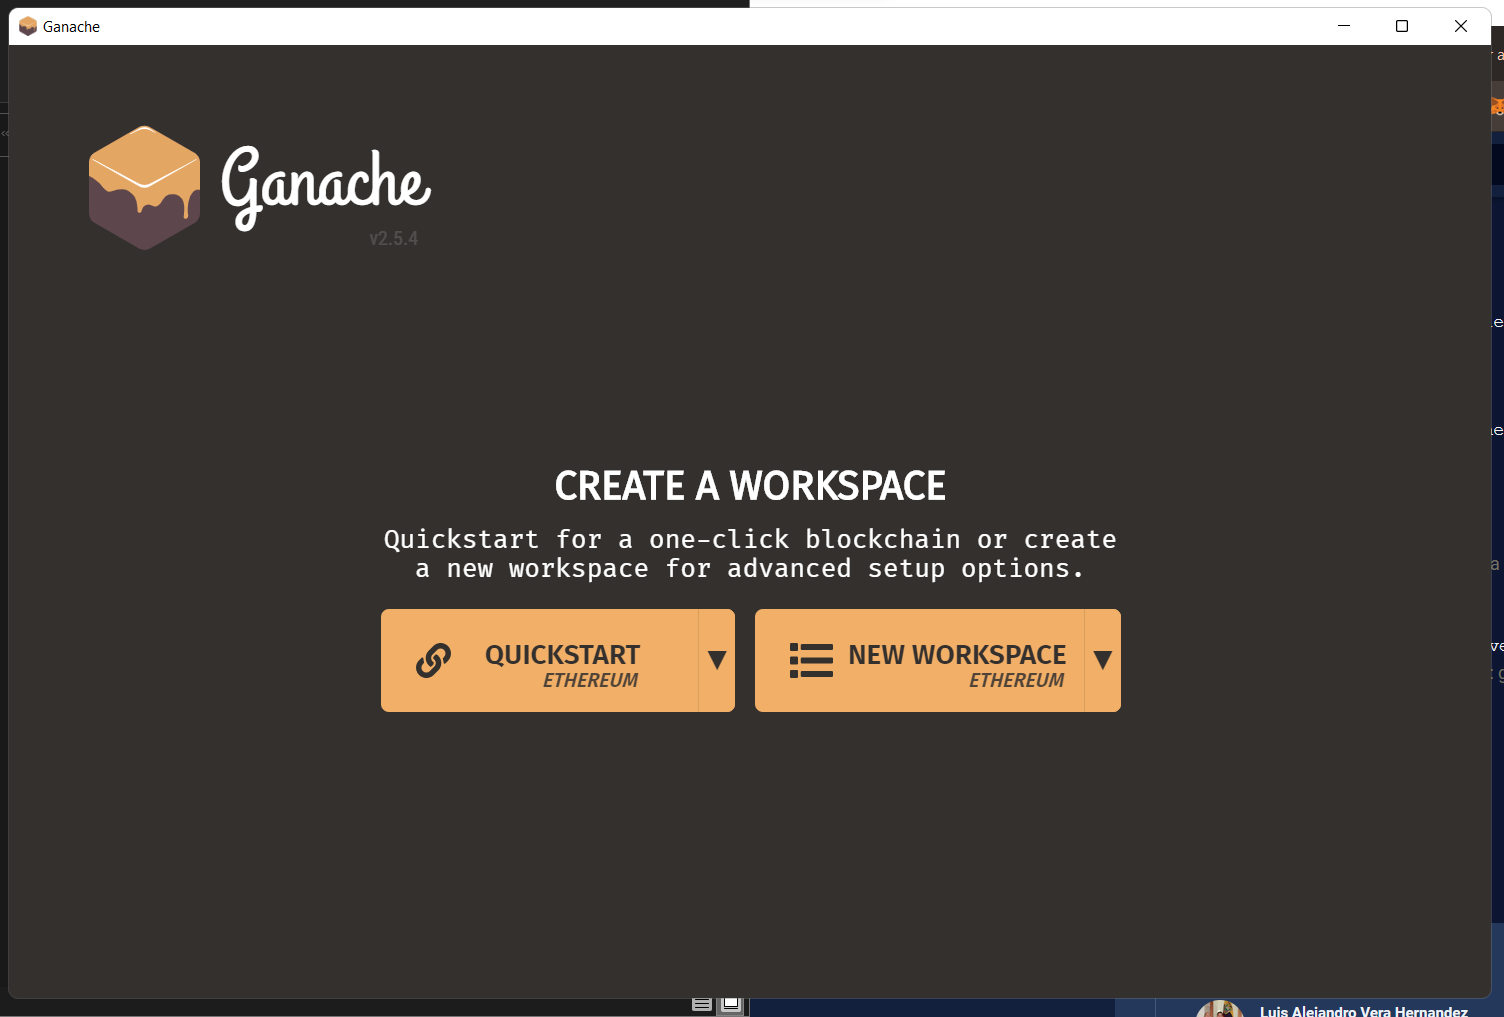 Ganache
Ganache
v2.5.4
CREATE A WORKSPACE
Quickstart for a one-click blockchain or create
a new workspace for advanced setup options.
QUICKSTART
ETHEREUM
NEW WORKSPACE
ETHEREUM
Luis Alejandro Vera Hernandez